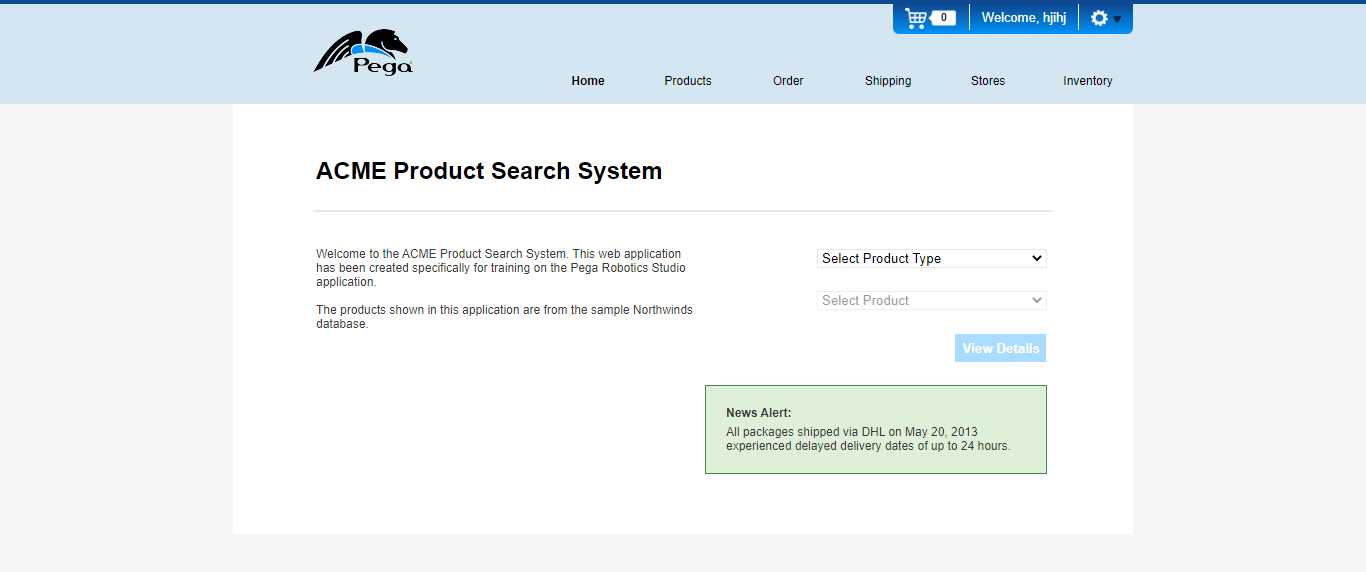 0
Welcome, hjihj
Pega
Home
Products
Order
Shipping
Stores
Inventory
ACME Product Search System
Welcome to the ACME Product Search System. This web application
has been created specifically for training on the Pega Robotics Studio
application.
The products shown in this application are from the sample Northwinds
database.
Select Product Type
Select Product
View Details
News Alert:
All packages shipped via DHL on May 20, 2013
experienced delayed delivery dates of up to 24 hours.